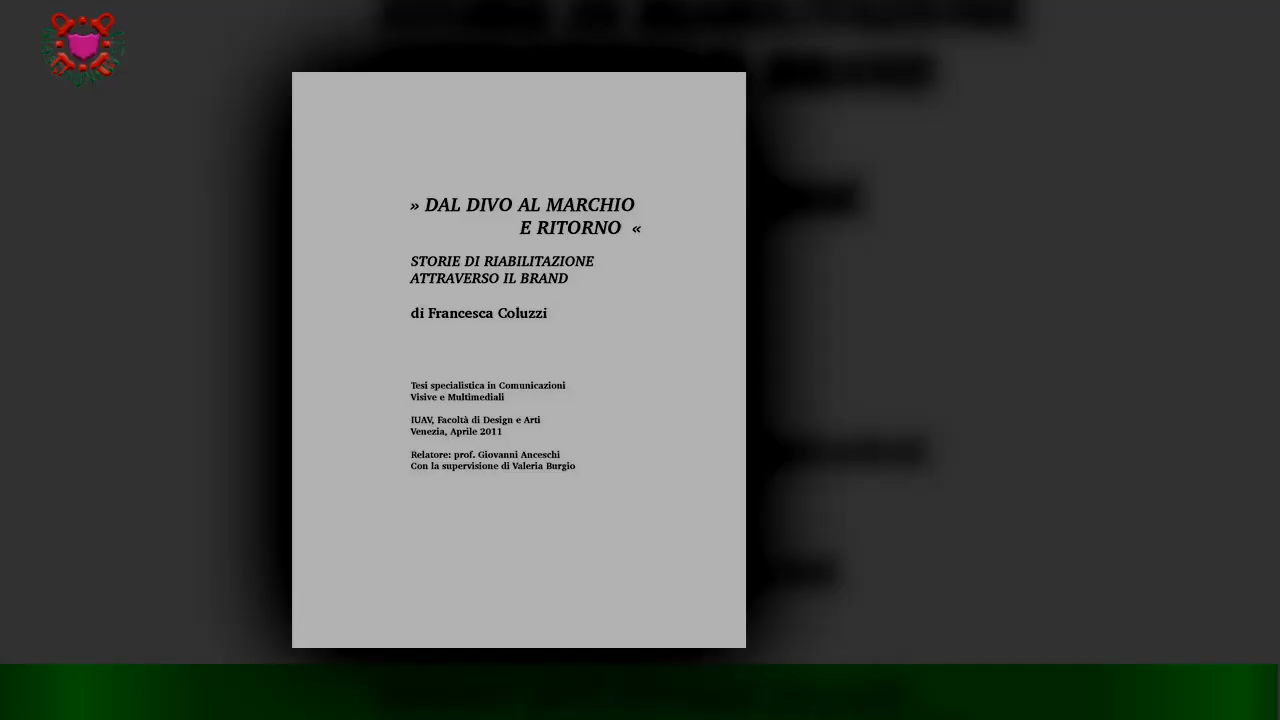 » DAL DIVO AL MARCHIO
E RITORNO «
STORIE DI RIABILITAZIONE
ATTRAVERSO IL BRAND
di Francesca Coluzzi
Tesi specialistica in Comunicazioni
Visive e Multimediali
IUAV, Facoltà di Design e Arti
Venezia, Aprile 2011
Relatore: prof. Giovanni Anceschi
Con la supervisione di Valeria Burgio